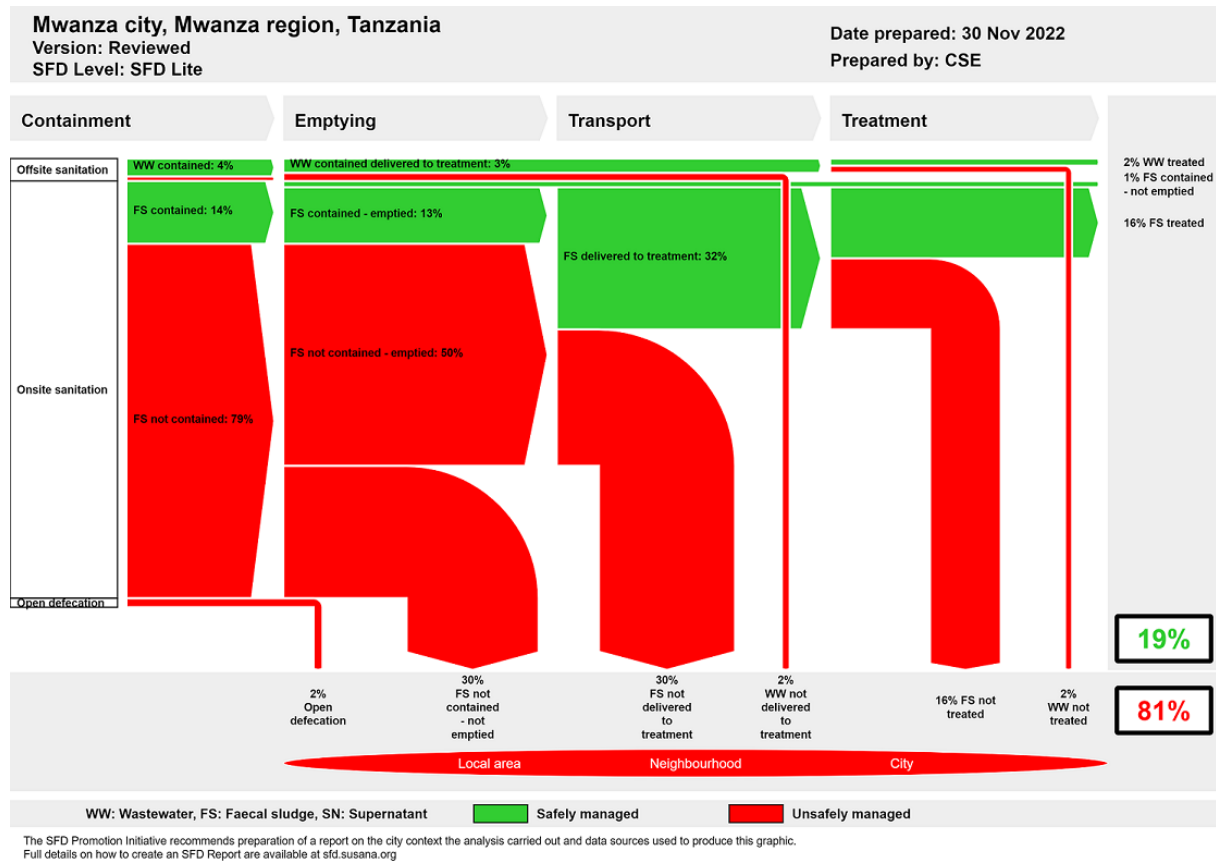 Mwanza city, Mwanza region, Tanzania
Version: Reviewed
SFD Level: SFD Lite
Date prepared: 30 Nov 2022
Prepared by: CSE
Containment
Emptying
Transport
Treatment
Offsite sanitation
WW contained: 4%
WW contained delivered to treatment: 3%
2% WW treated
1% FS contained
- not emptied
FS contained: 14%
FS contained - emptied: 13%
16% FS treated
FS delivered to treatment: 32%
FS not contained - emptied: 50%
Onsite sanitation
FS not contained: 79%
Open defecation
19%
2%
Open
defecation
30%
FS not
contained
- not
emptied
30%
FS not
delivered
to
treatment
2%
WW not
delivered
to
treatment
16% FS not
treated
2%
WW not
treated
81%
Local area
Neighbourhood
City
WW: Wastewater, FS: Faecal sludge, SN: Supernatant
Safely managed
Unsafely managed
The SFD Promotion Initiative recommends preparation of a report on the city context the analysis carried out and data sources used to produce this graphic.
Full details on how to create an SFD Report are available at sfd.susana.org